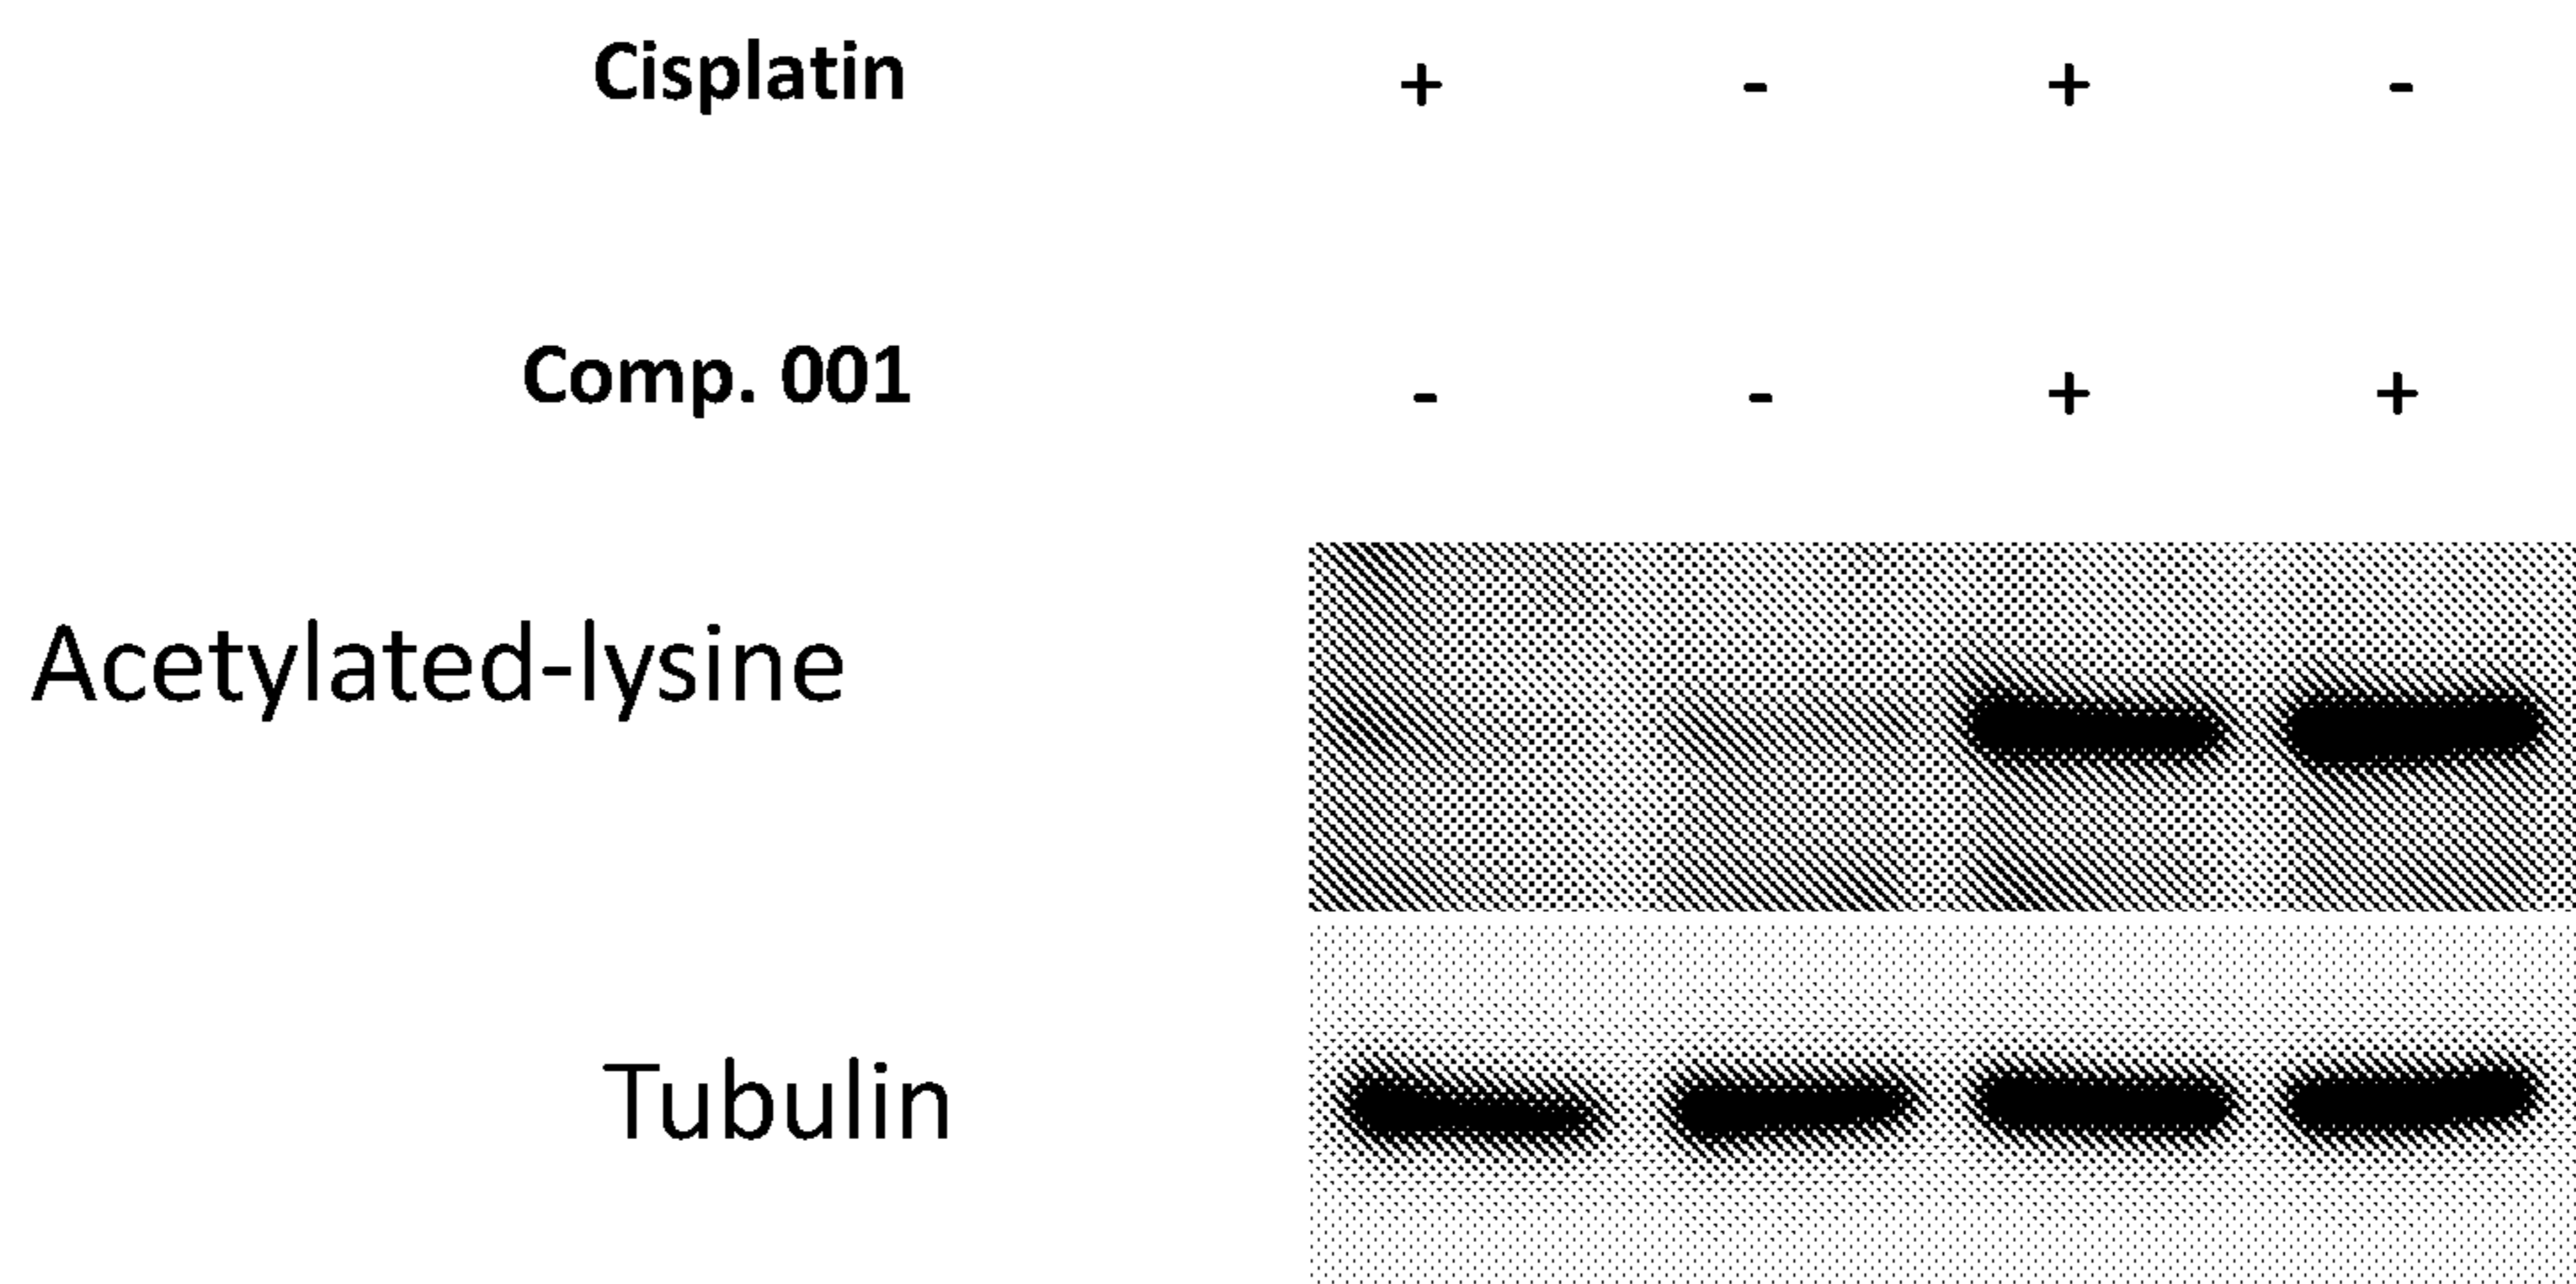 Cisplatin + - + -
Comp. 001 - - + +
Acetylated-lysine
Tubulin